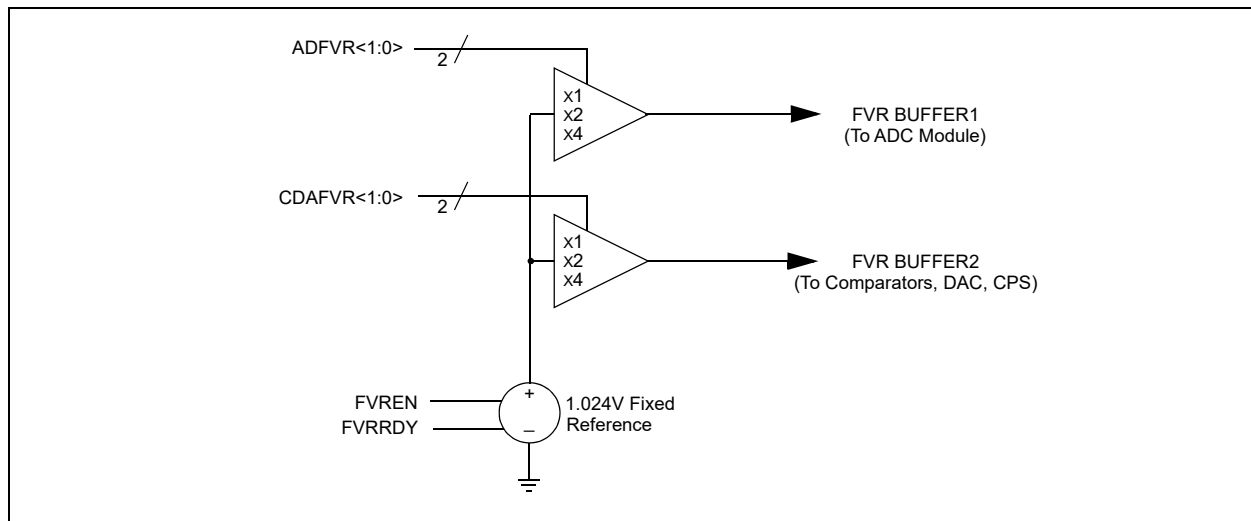 ADFVR<1:0>
2
X1
X2
X4
FVR BUFFER1
(To ADC Module)
CDAFVR<1:0>
2
X1
X2
X4
FVR BUFFER2
(To Comparators, DAC, CPS)
FVREN
FVRRDY
+
_
1.024V Fixed
Reference